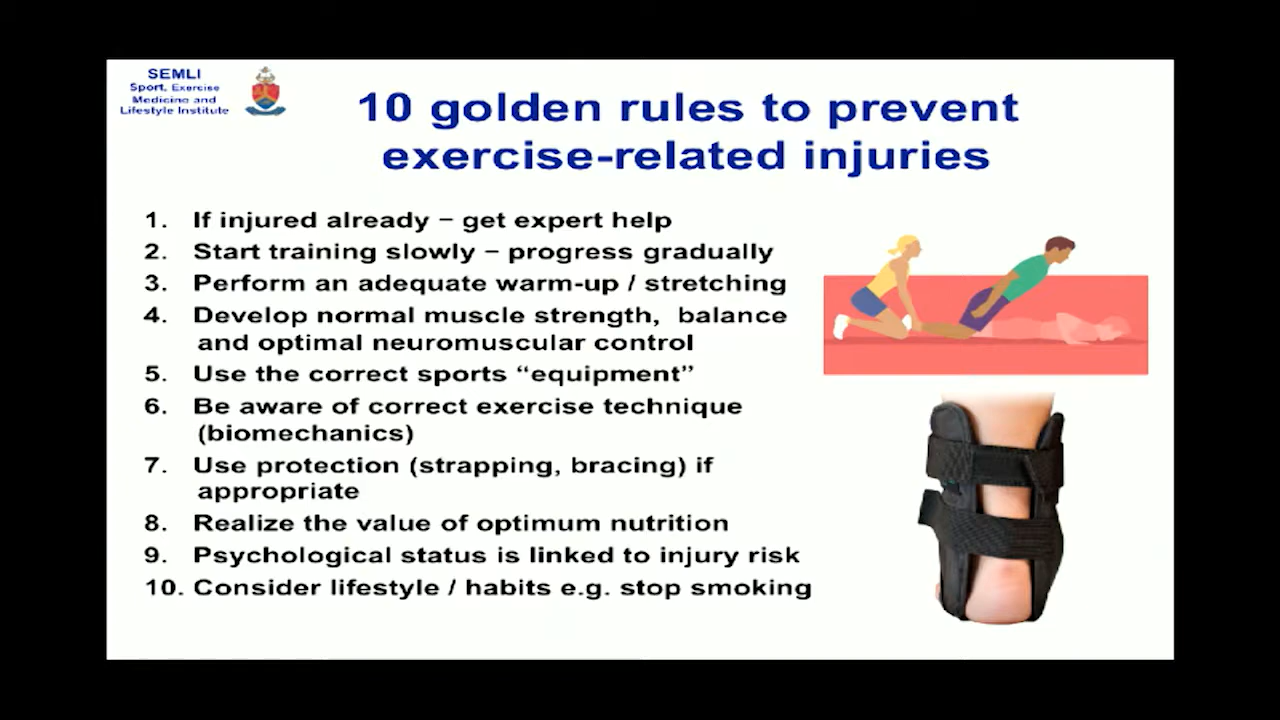 SEMLI
Sport, Exercise
Medicine and
Lifestyle Institute
10 golden rules to prevent
exercise-related injuries
1. If injured already – get expert help
2. Start training slowly – progress gradually
3. Perform an adequate warm-up / stretching
4. Develop normal muscle strength, balance
and optimal neuromuscular control
5. Use the correct sports “equipment”
6. Be aware of correct exercise technique
(biomechanics)
7. Use protection (strapping, bracing) if
appropriate
8. Realize the value of optimum nutrition
9. Psychological status is linked to injury risk
10. Consider lifestyle / habits e.g. stop smoking